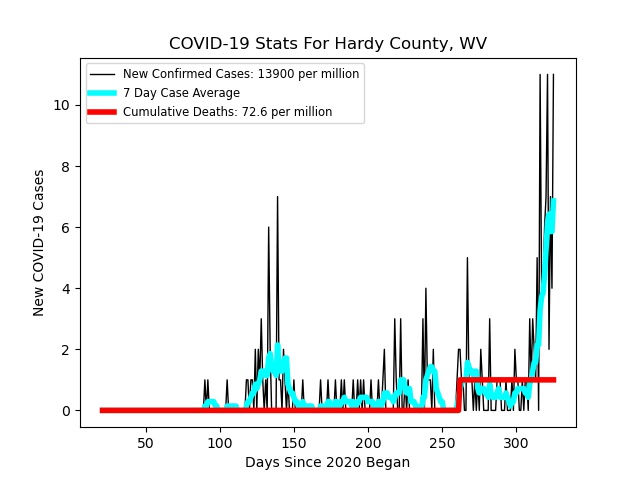 COVID-19 Stats For Hardy County, WV
New Confirmed Cases: 13900 per million
7 Day Case Average
Cumulative Deaths: 72.6 per million
New COVID-19 Cases
10
8
6
4
2
0
50 100 150 200 250 300
Days Since 2020 Began